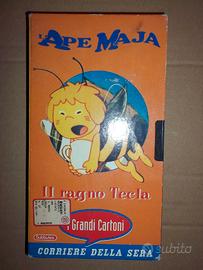 L'APE MAJA
Il ragno Tecla
I Grandi Cartoni
CORRIERE DELLA SERA
subito